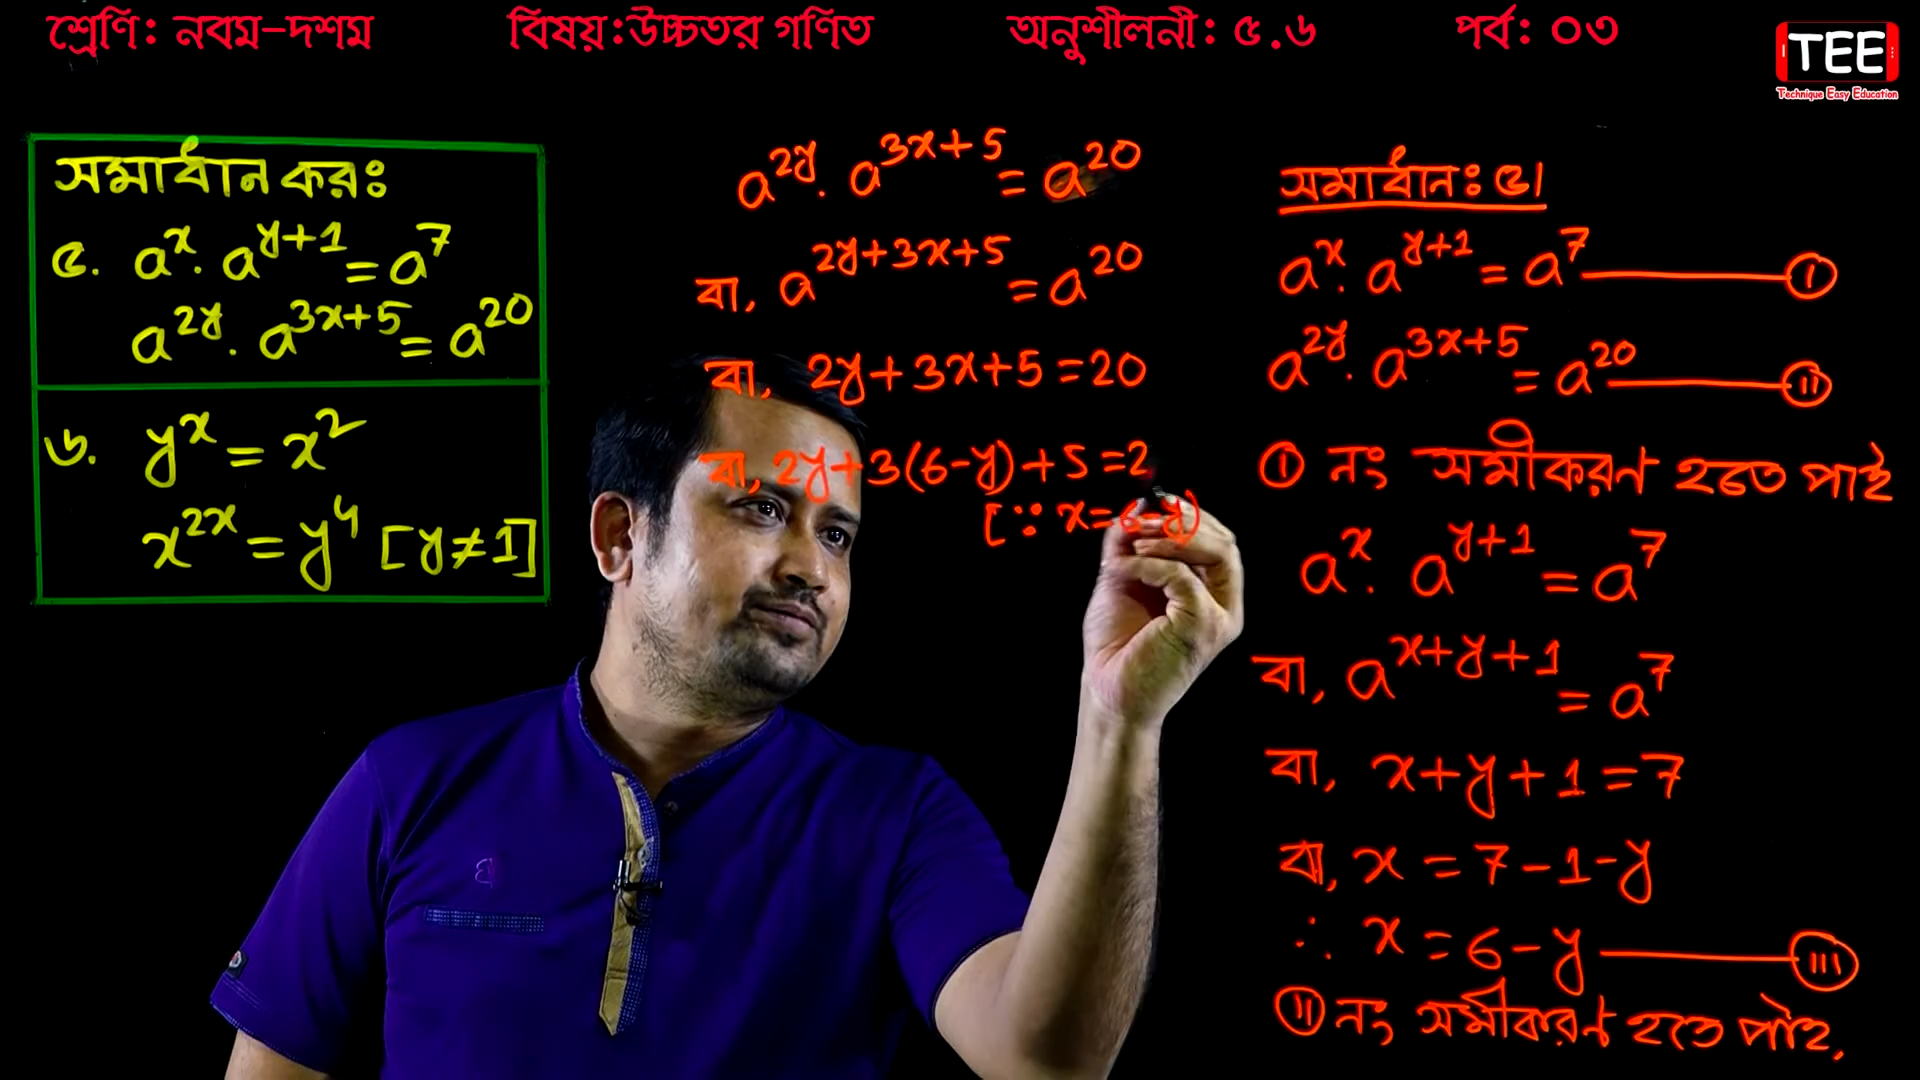 শ্রেণি: নবম-দশম বিষয়:উচ্চতর গণিত অনুশীলনী: ৫.৬ পর্ব: ০৩
TEE
Technique Easy Education
সমাধান করঃ
৫. a^x . a^{y+1} = a^7
a^{2y} . a^{3x+5} = a^{20}
৬. y^x = x^2
x^{2x} = y^4 [y≠1]
a^{2y} . a^{3x+5} = a^{20}
বা, a^{2y+3x+5} = a^{20}
বা, 2y+3x+5=20
বা, 2y+3(6-y)+5=2
[∵ x=6-y)
সমাধানঃ ৫।
a^x . a^{y+1} = a^7 ——— (i)
a^{2y} . a^{3x+5} = a^{20} ——— (ii)
(i) নং সমীকরণ হতে পাই
a^x . a^{y+1} = a^7
বা, a^{x+y+1} = a^7
বা, x+y+1=7
বা, x=7-1-y
∴ x=6-y ——— (iii)
(ii) নং সমীকরণ হতে পাই,